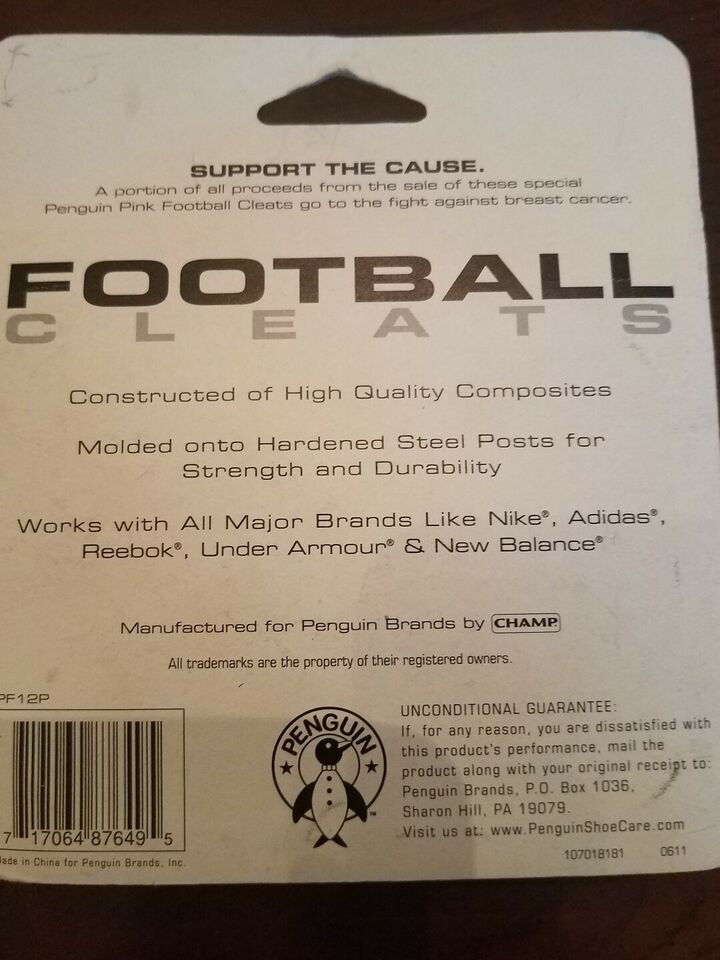 SUPPORT THE CAUSE.
A portion of all proceeds from the sale of these special
Penguin Pink Football Cleats go to the fight against breast cancer.
FOOTBALL
CLEATS
Constructed of High Quality Composites
Molded onto Hardened Steel Posts for
Strength and Durability
Works with All Major Brands Like Nike®, Adidas®,
Reebok®, Under Armour® & New Balance®
Manufactured for Penguin Brands by CHAMP
All trademarks are the property of their registered owners.
PF12P
7 17064 87649 5
ade in China for Penguin Brands, Inc.
PENGUIN
™
UNCONDITIONAL GUARANTEE:
If, for any reason, you are dissatisfied with
this product's performance, mail the
product along with your original receipt to:
Penguin Brands, P.O. Box 1036,
Sharon Hill, PA 19079.
Visit us at: www.PenguinShoeCare.com
107018181 0611